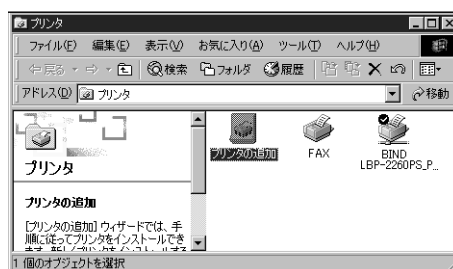 プリンタ
ファイル(F) 編集(E) 表示(V) お気に入り(A) ツール(T) ヘルプ(H)
戻る 検索 フォルダ 履歴
アドレス(D) プリンタ 移動
プリンタ
プリンタの追加
[プリンタの追加] ウィザードでは、手
順に従ってプリンタをインストールでき
プリンタの追加
FAX
BIND
LBP-2260PS_P...
1 個のオブジェクトを選択